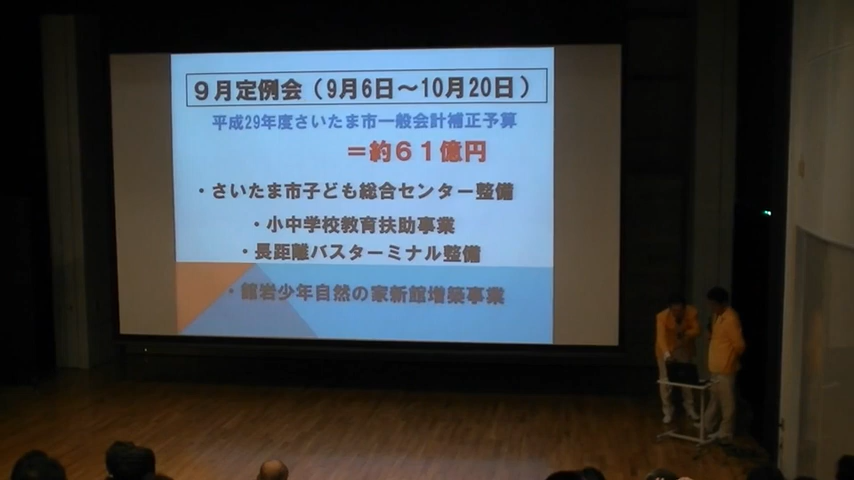 ９月定例会（9月6日～10月20日）
平成29年度さいたま市一般会計補正予算
＝約６１億円
・さいたま市子ども総合センター整備
・小中学校教育扶助事業
・長距離バスターミナル整備
・舘岩少年自然の家新館増築事業